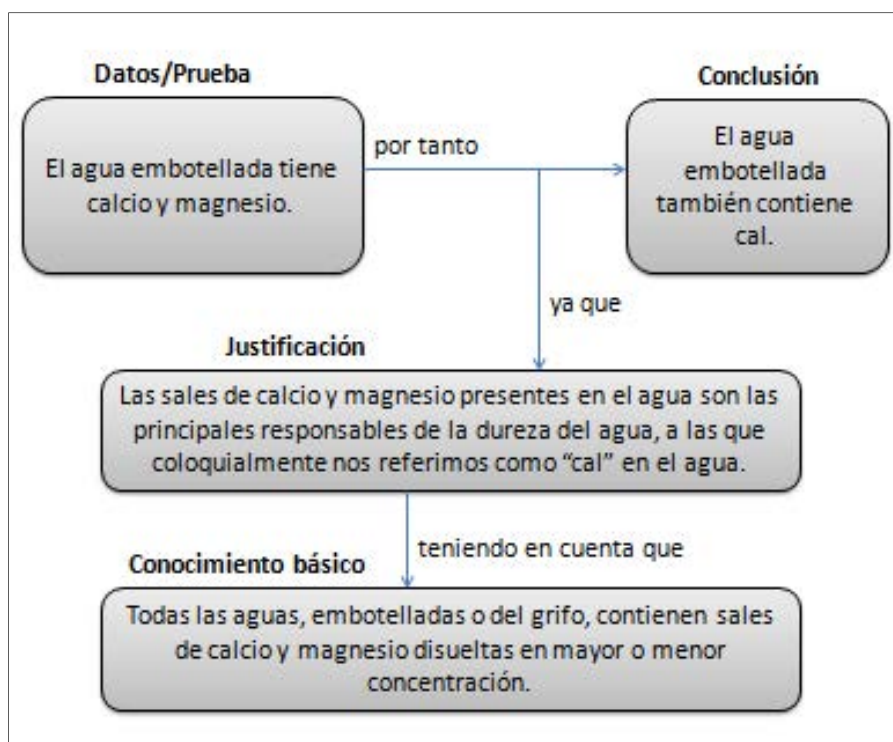 Datos/Prueba
El agua embotellada tiene
calcio y magnesio.
por tanto
Conclusión
El agua
embotellada
también contiene
cal.
ya que
Justificación
Las sales de calcio y magnesio presentes en el agua son las
principales responsables de la dureza del agua, a las que
coloquialmente nos referimos como “cal” en el agua.
teniendo en cuenta que
Conocimiento básico
Todas las aguas, embotelladas o del grifo, contienen sales
de calcio y magnesio disueltas en mayor o menor
concentración.